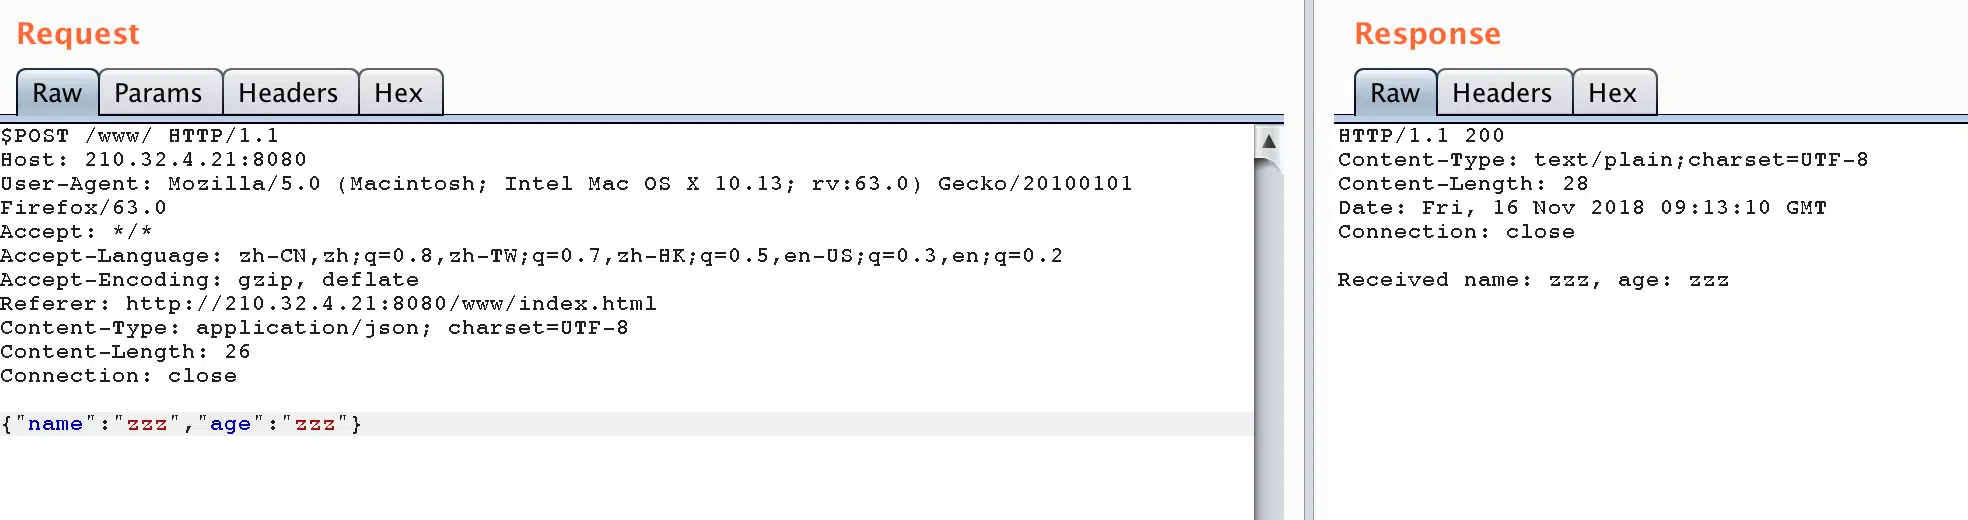 Request
Raw Params Headers Hex
$POST /www/ HTTP/1.1
Host: 210.32.4.21:8080
User-Agent: Mozilla/5.0 (Macintosh; Intel Mac OS X 10.13; rv:63.0) Gecko/20100101
Firefox/63.0
Accept: */*
Accept-Language: zh-CN,zh;q=0.8,zh-TW;q=0.7,zh-HK;q=0.5,en-US;q=0.3,en;q=0.2
Accept-Encoding: gzip, deflate
Referer: http://210.32.4.21:8080/www/index.html
Content-Type: application/json; charset=UTF-8
Content-Length: 26
Connection: close
{"name":"zzz","age":"zzz"}
Response
Raw Headers Hex
HTTP/1.1 200
Content-Type: text/plain;charset=UTF-8
Content-Length: 28
Date: Fri, 16 Nov 2018 09:13:10 GMT
Connection: close
Received name: zzz, age: zzz